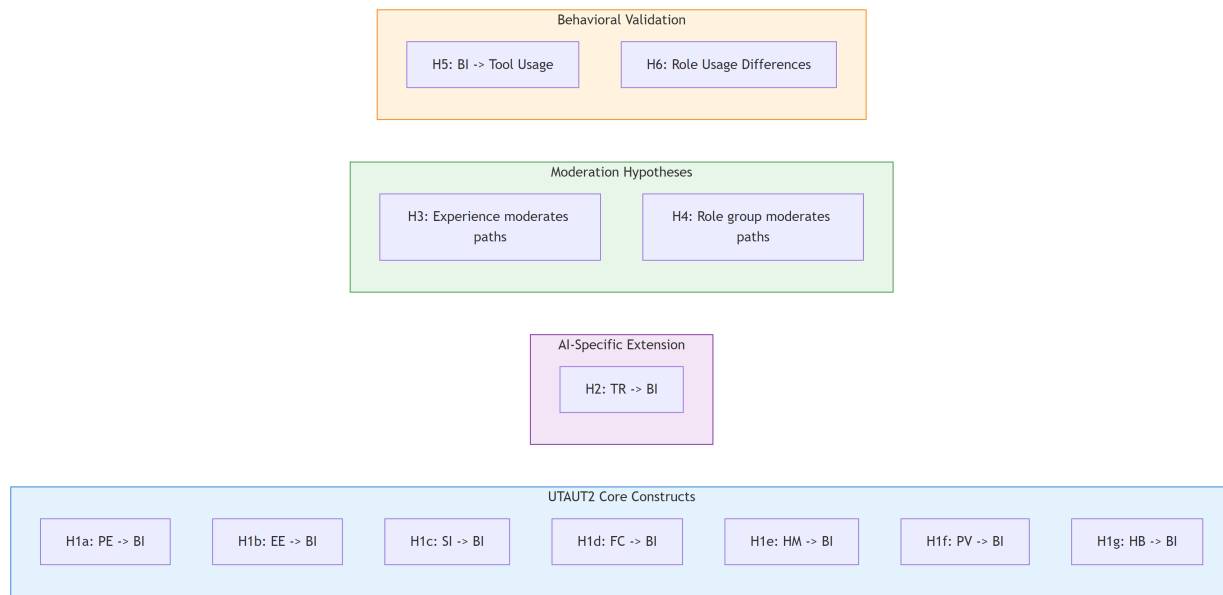 Behavioral Validation
H5: BI -> Tool Usage
H6: Role Usage Differences
Moderation Hypotheses
H3: Experience moderates
paths
H4: Role group moderates
paths
AI-Specific Extension
H2: TR -> BI
UTAUT2 Core Constructs
H1a: PE -> BI
H1b: EE -> BI
H1c: SI -> BI
H1d: FC -> BI
H1e: HM -> BI
H1f: PV -> BI
H1g: HB -> BI